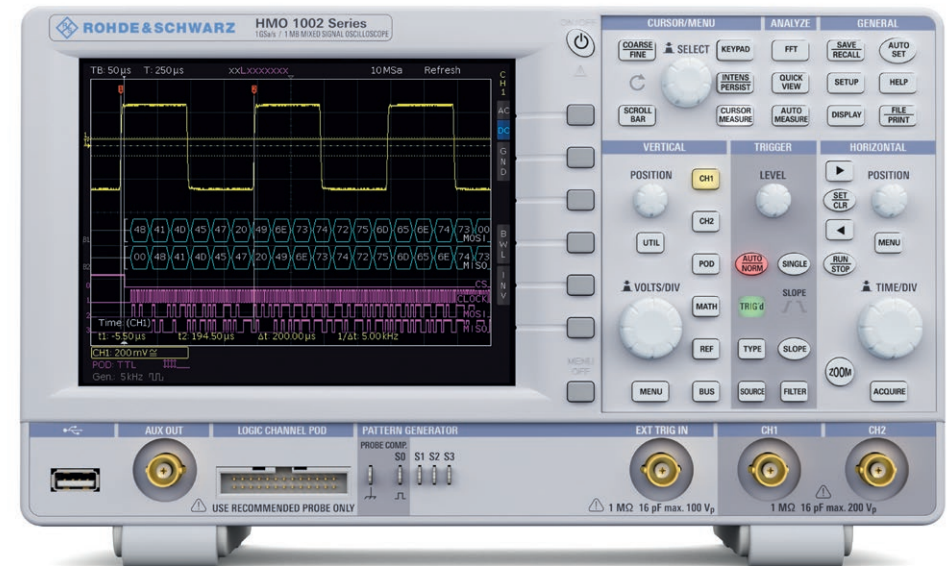 ROHDE&SCHWARZ
HMO 1002 Series
1GSa/s / 1 MB MIXED SIGNAL OSCILLOSCOPE
ON/OFF
TB: 50µs T: 250µs 10MSa Refresh
CH1
AC
DC
GND
BWL
INV
48 41 4D 45 47 20 49 6E 73 74 72 75 6D 65 6E 74 73 00
MOSI
00 48 41 4D 45 47 20 49 6E 73 74 72 75 6D 65 6E 74 73
MISO
CS
CLOCK
MOSI
MISO
Time (CH1)
t1: -5.50µs t2: 194.50µs Δt: 200.00µs 1/Δt: 5.00kHz
CH1: 200mV
POD: TTL
Gen.: 5kHz
MENU
OFF
CURSOR/MENU
COARSE
FINE
SELECT
KEYPAD
INTENS
PERSIST
SCROLL
BAR
CURSOR
MEASURE
ANALYZE
FFT
QUICK
VIEW
AUTO
MEASURE
GENERAL
SAVE
RECALL
AUTO
SET
SETUP
HELP
DISPLAY
FILE
PRINT
VERTICAL
POSITION
CH1
CH2
UTIL
POD
VOLTS/DIV
MATH
REF
MENU
BUS
TRIGGER
LEVEL
AUTO
NORM
SINGLE
TRIG'd
SLOPE
TYPE
SLOPE
SOURCE
FILTER
HORIZONTAL
POSITION
SET
CLR
MENU
RUN
STOP
TIME/DIV
ZOOM
ACQUIRE
AUX OUT
LOGIC CHANNEL POD
USE RECOMMENDED PROBE ONLY
PATTERN GENERATOR
PROBE COMP.
S0 S1 S2 S3
EXT TRIG IN
1 MΩ 16 pF max. 100 Vp
CH1
CH2
1 MΩ 16 pF max. 200 Vp